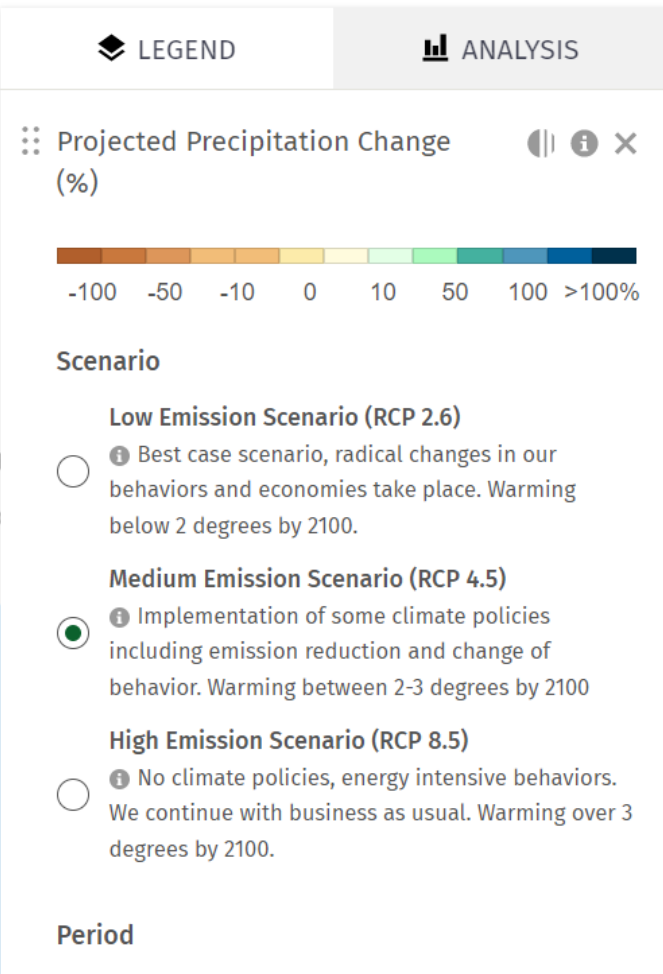 LEGEND
ANALYSIS
Projected Precipitation Change
(%)
-100 -50 -10 0 10 50 100 >100%
Scenario
Low Emission Scenario (RCP 2.6)
Best case scenario, radical changes in our
behaviors and economies take place. Warming
below 2 degrees by 2100.
Medium Emission Scenario (RCP 4.5)
Implementation of some climate policies
including emission reduction and change of
behavior. Warming between 2-3 degrees by 2100
High Emission Scenario (RCP 8.5)
No climate policies, energy intensive behaviors.
We continue with business as usual. Warming over 3
degrees by 2100.
Period